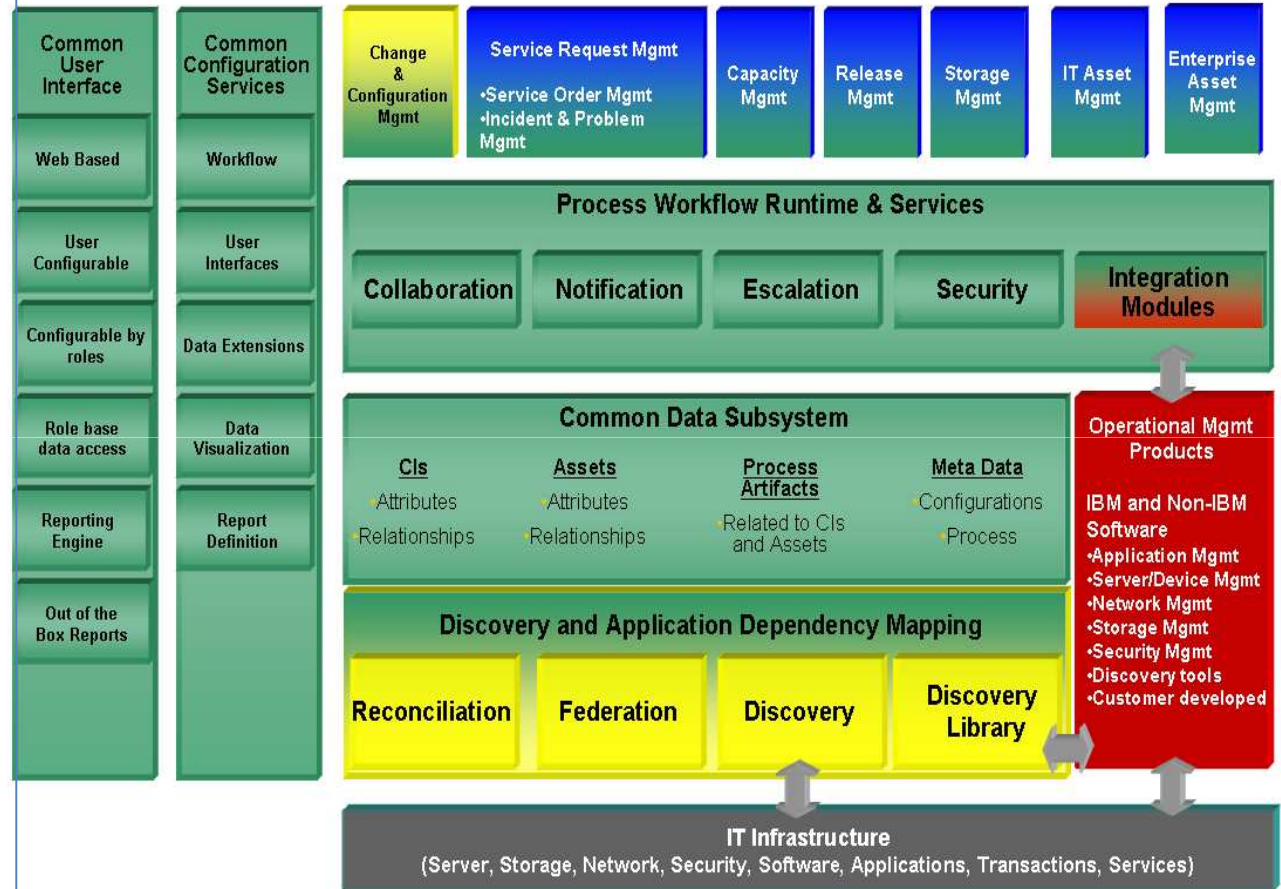 Common
User
Interface
Web Based
User
Configurable
Configurable by
roles
Role base
data access
Reporting
Engine
Out of the
Box Reports
Common
Configuration
Services
Workflow
User
Interfaces
Data Extensions
Data
Visualization
Report
Definition
Change
&
Configuration
Mgmt
Service Request Mgmt
•Service Order Mgmt
•Incident & Problem
Mgmt
Capacity
Mgmt
Release
Mgmt
Storage
Mgmt
IT Asset
Mgmt
Enterprise
Asset
Mgmt
Process Workflow Runtime & Services
Collaboration
Notification
Escalation
Security
Integration
Modules
Common Data Subsystem
CIs
•Attributes
•Relationships
Assets
•Attributes
•Relationships
Process
Artifacts
•Related to CIs
and Assets
Meta Data
•Configurations
•Process
Operational Mgmt
Products
IBM and Non-IBM
Software
•Application Mgmt
•Server/Device Mgmt
•Network Mgmt
•Storage Mgmt
•Security Mgmt
•Discovery tools
•Customer developed
Discovery and Application Dependency Mapping
Reconciliation
Federation
Discovery
Discovery
Library
IT Infrastructure
(Server, Storage, Network, Security, Software, Applications, Transactions, Services)